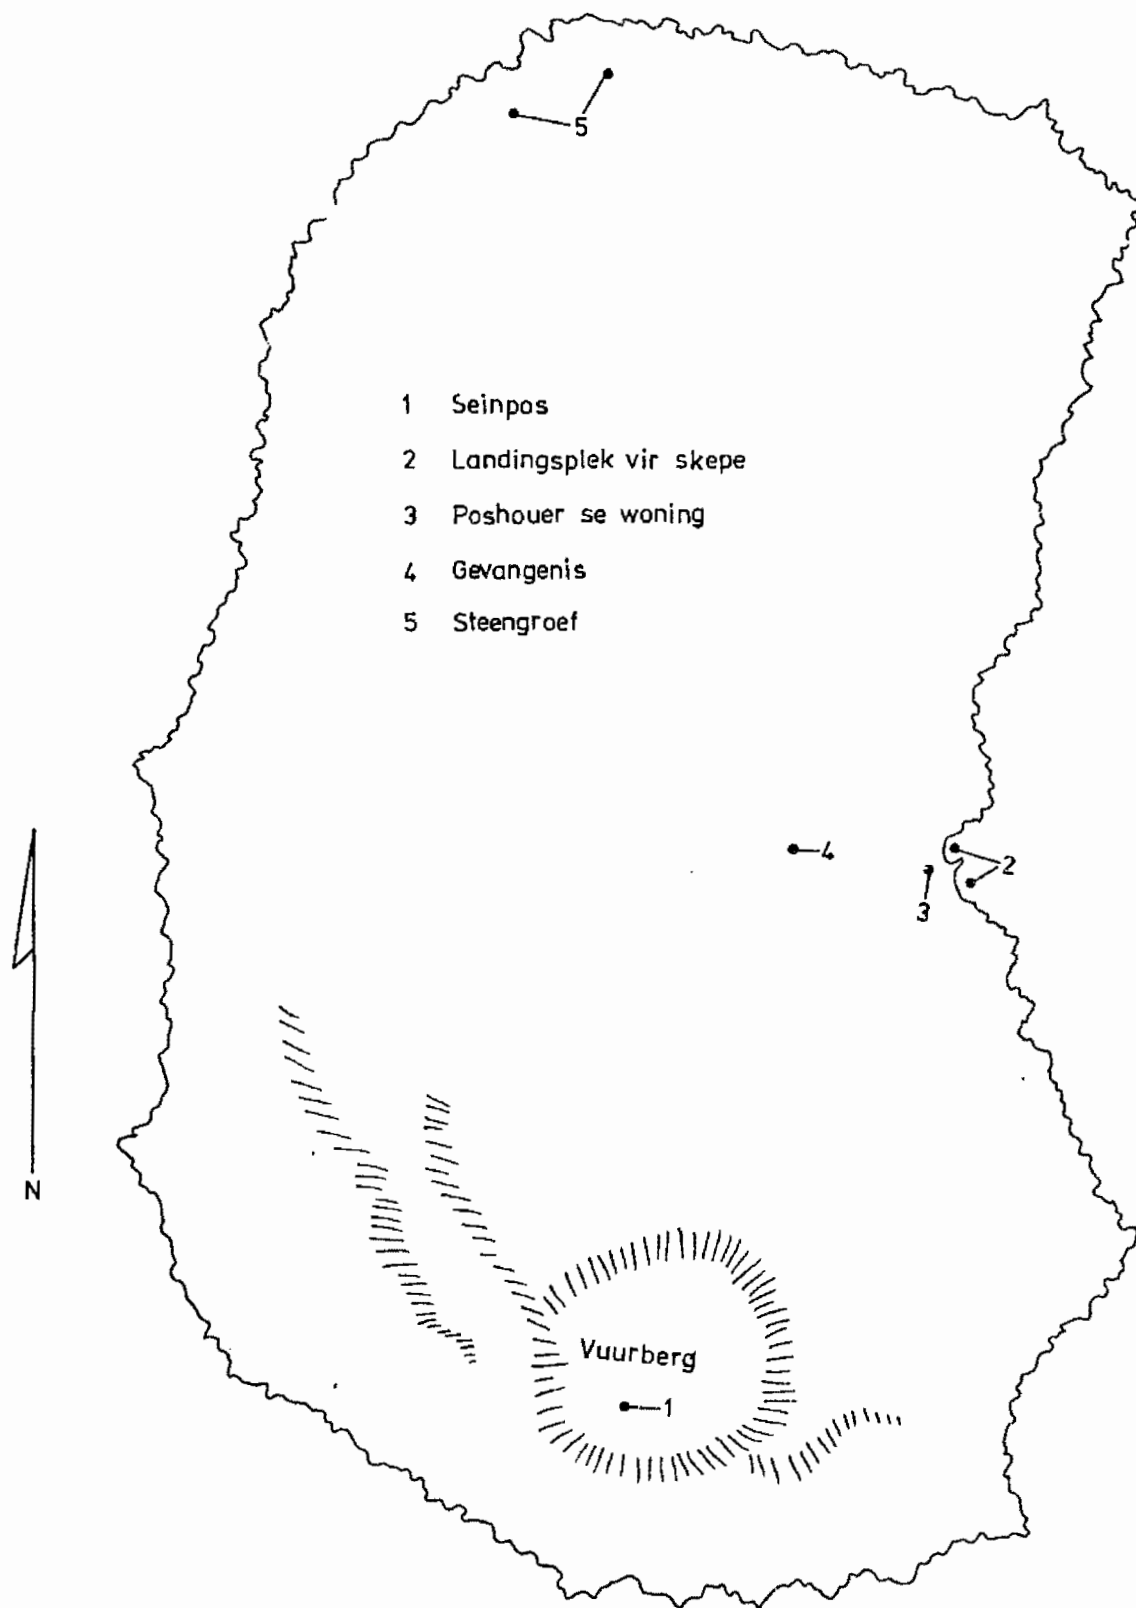 5
1 Seinpos
2 Landingsplek vir skepe
3 Poshouer se woning
4 Gevangenis
5 Steengroef
4
2
3
N
Vuurberg
1